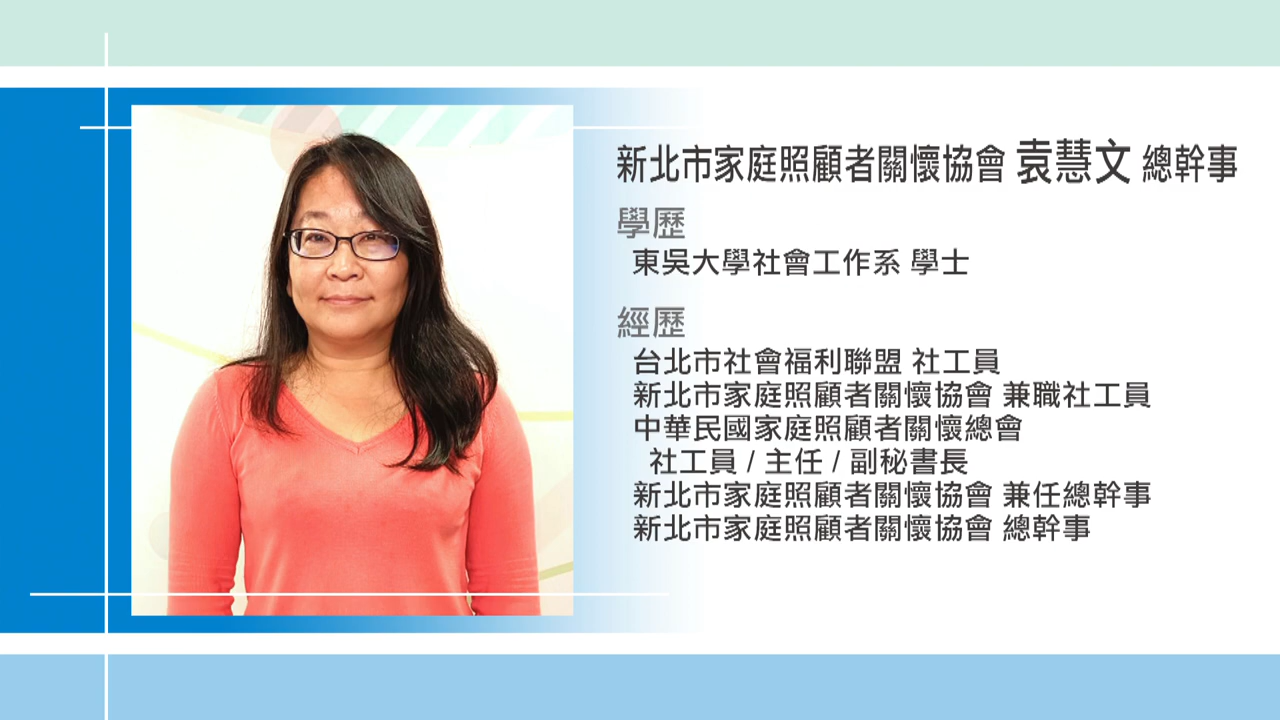 新北市家庭照顧者關懷協會 袁慧文 總幹事
學歷
東吳大學社會工作系 學士
經歷
台北市社會福利聯盟 社工員
新北市家庭照顧者關懷協會 兼職社工員
中華民國家庭照顧者關懷總會
社工員 / 主任 / 副秘書長
新北市家庭照顧者關懷協會 兼任總幹事
新北市家庭照顧者關懷協會 總幹事